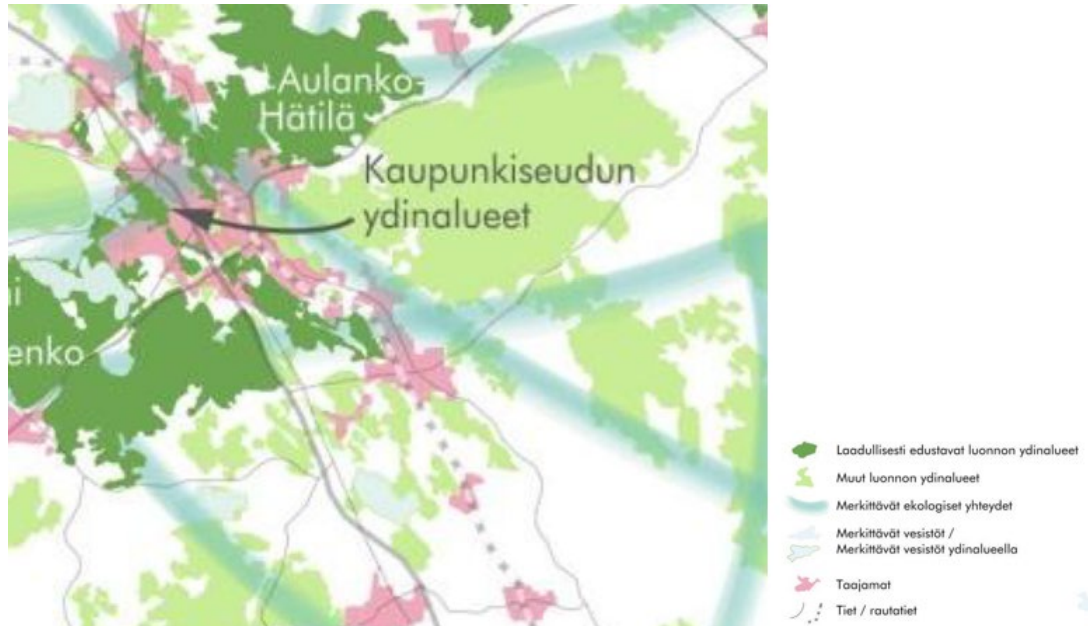 Aulanko-
Hätilä
Kaupunkiseudun
ydinalueet
ni
enko
Laadullisesti edustavat luonnon ydinalueet
Muut luonnon ydinalueet
Merkittävät ekologiset yhteydet
Merkittävät vesistöt /
Merkittävät vesistöt ydinalueella
Taajamat
Tiet / rautatiet